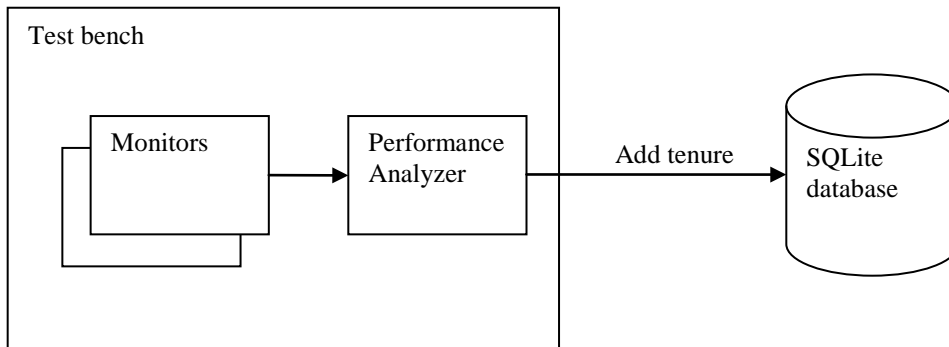 Test bench
Monitors
Performance
Analyzer
Add tenure
SQLite
database